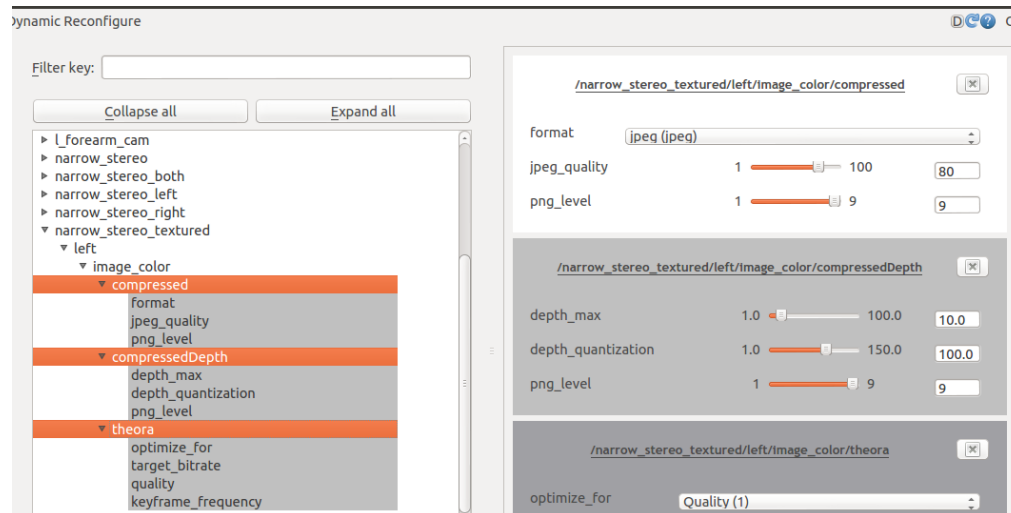 Dynamic Reconfigure
D
Filter key:
Collapse all
Expand all
l_forearm_cam
narrow_stereo
narrow_stereo_both
narrow_stereo_left
narrow_stereo_right
narrow_stereo_textured
left
image_color
compressed
format
jpeg_quality
png_level
compressedDepth
depth_max
depth_quantization
png_level
theora
optimize_for
target_bitrate
quality
keyframe_frequency
/narrow_stereo_textured/left/image_color/compressed
format jpeg (jpeg)
jpeg_quality 1 100 80
png_level 1 9 9
/narrow_stereo_textured/left/image_color/compressedDepth
depth_max 1.0 100.0 10.0
depth_quantization 1.0 150.0 100.0
png_level 1 9 9
/narrow_stereo_textured/left/image_color/theora
optimize_for Quality (1)